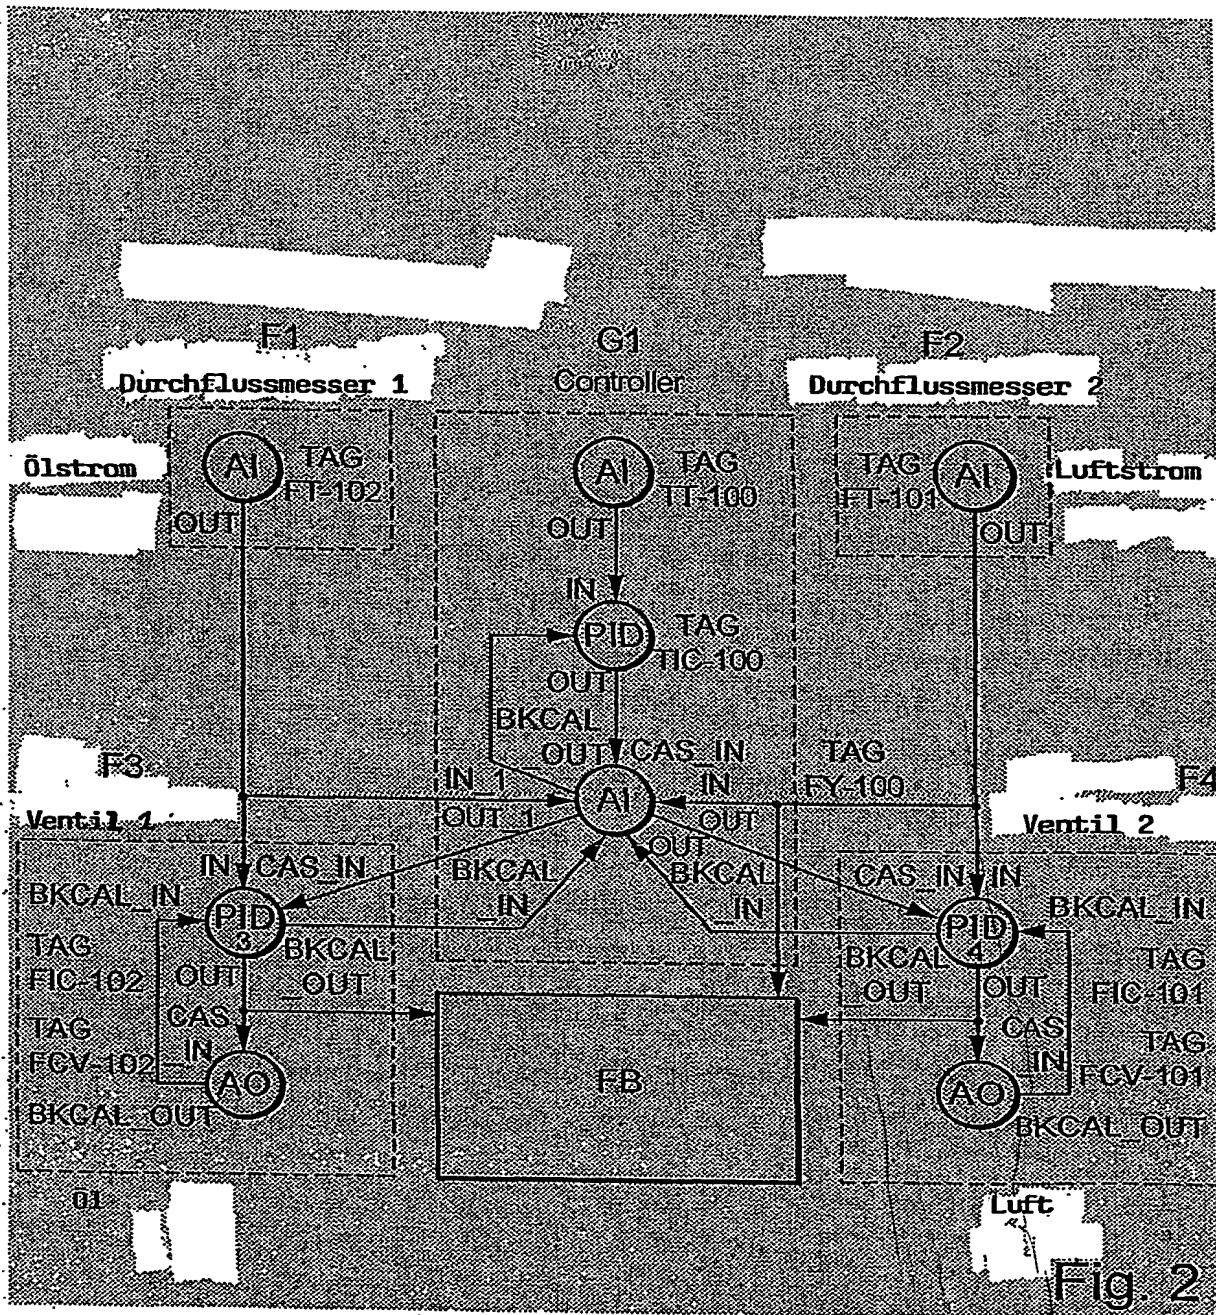 F1
Durchflussmesser 1
G1
Controller
F2
Durchflussmesser 2
Ölstrom
AI
TAG
FT-102
OUT
AI
TAG
TT-100
OUT
TAG
FT-101
AI
OUT
Luftstrom
IN
PID
TAG
TIC-100
OUT
BKCAL
_OUT
CAS_IN
IN_1
OUT_1
AI
IN
OUT
OUT
TAG
FY-100
BKCAL
_IN
BKCAL
_IN
F3
Ventil 1
F4
Ventil 2
IN
CAS_IN
BKCAL_IN
PID
3
TAG
FIC-102
OUT
BKCAL
_OUT
TAG
FCV-102
CAS
_IN
AO
BKCAL_OUT
Öl
FB
CAS_IN
IN
BKCAL_IN
PID
4
BKCAL
_OUT
OUT
TAG
FIC-101
CAS
_IN
TAG
FCV-101
AO
BKCAL_OUT
Luft
Fig. 2